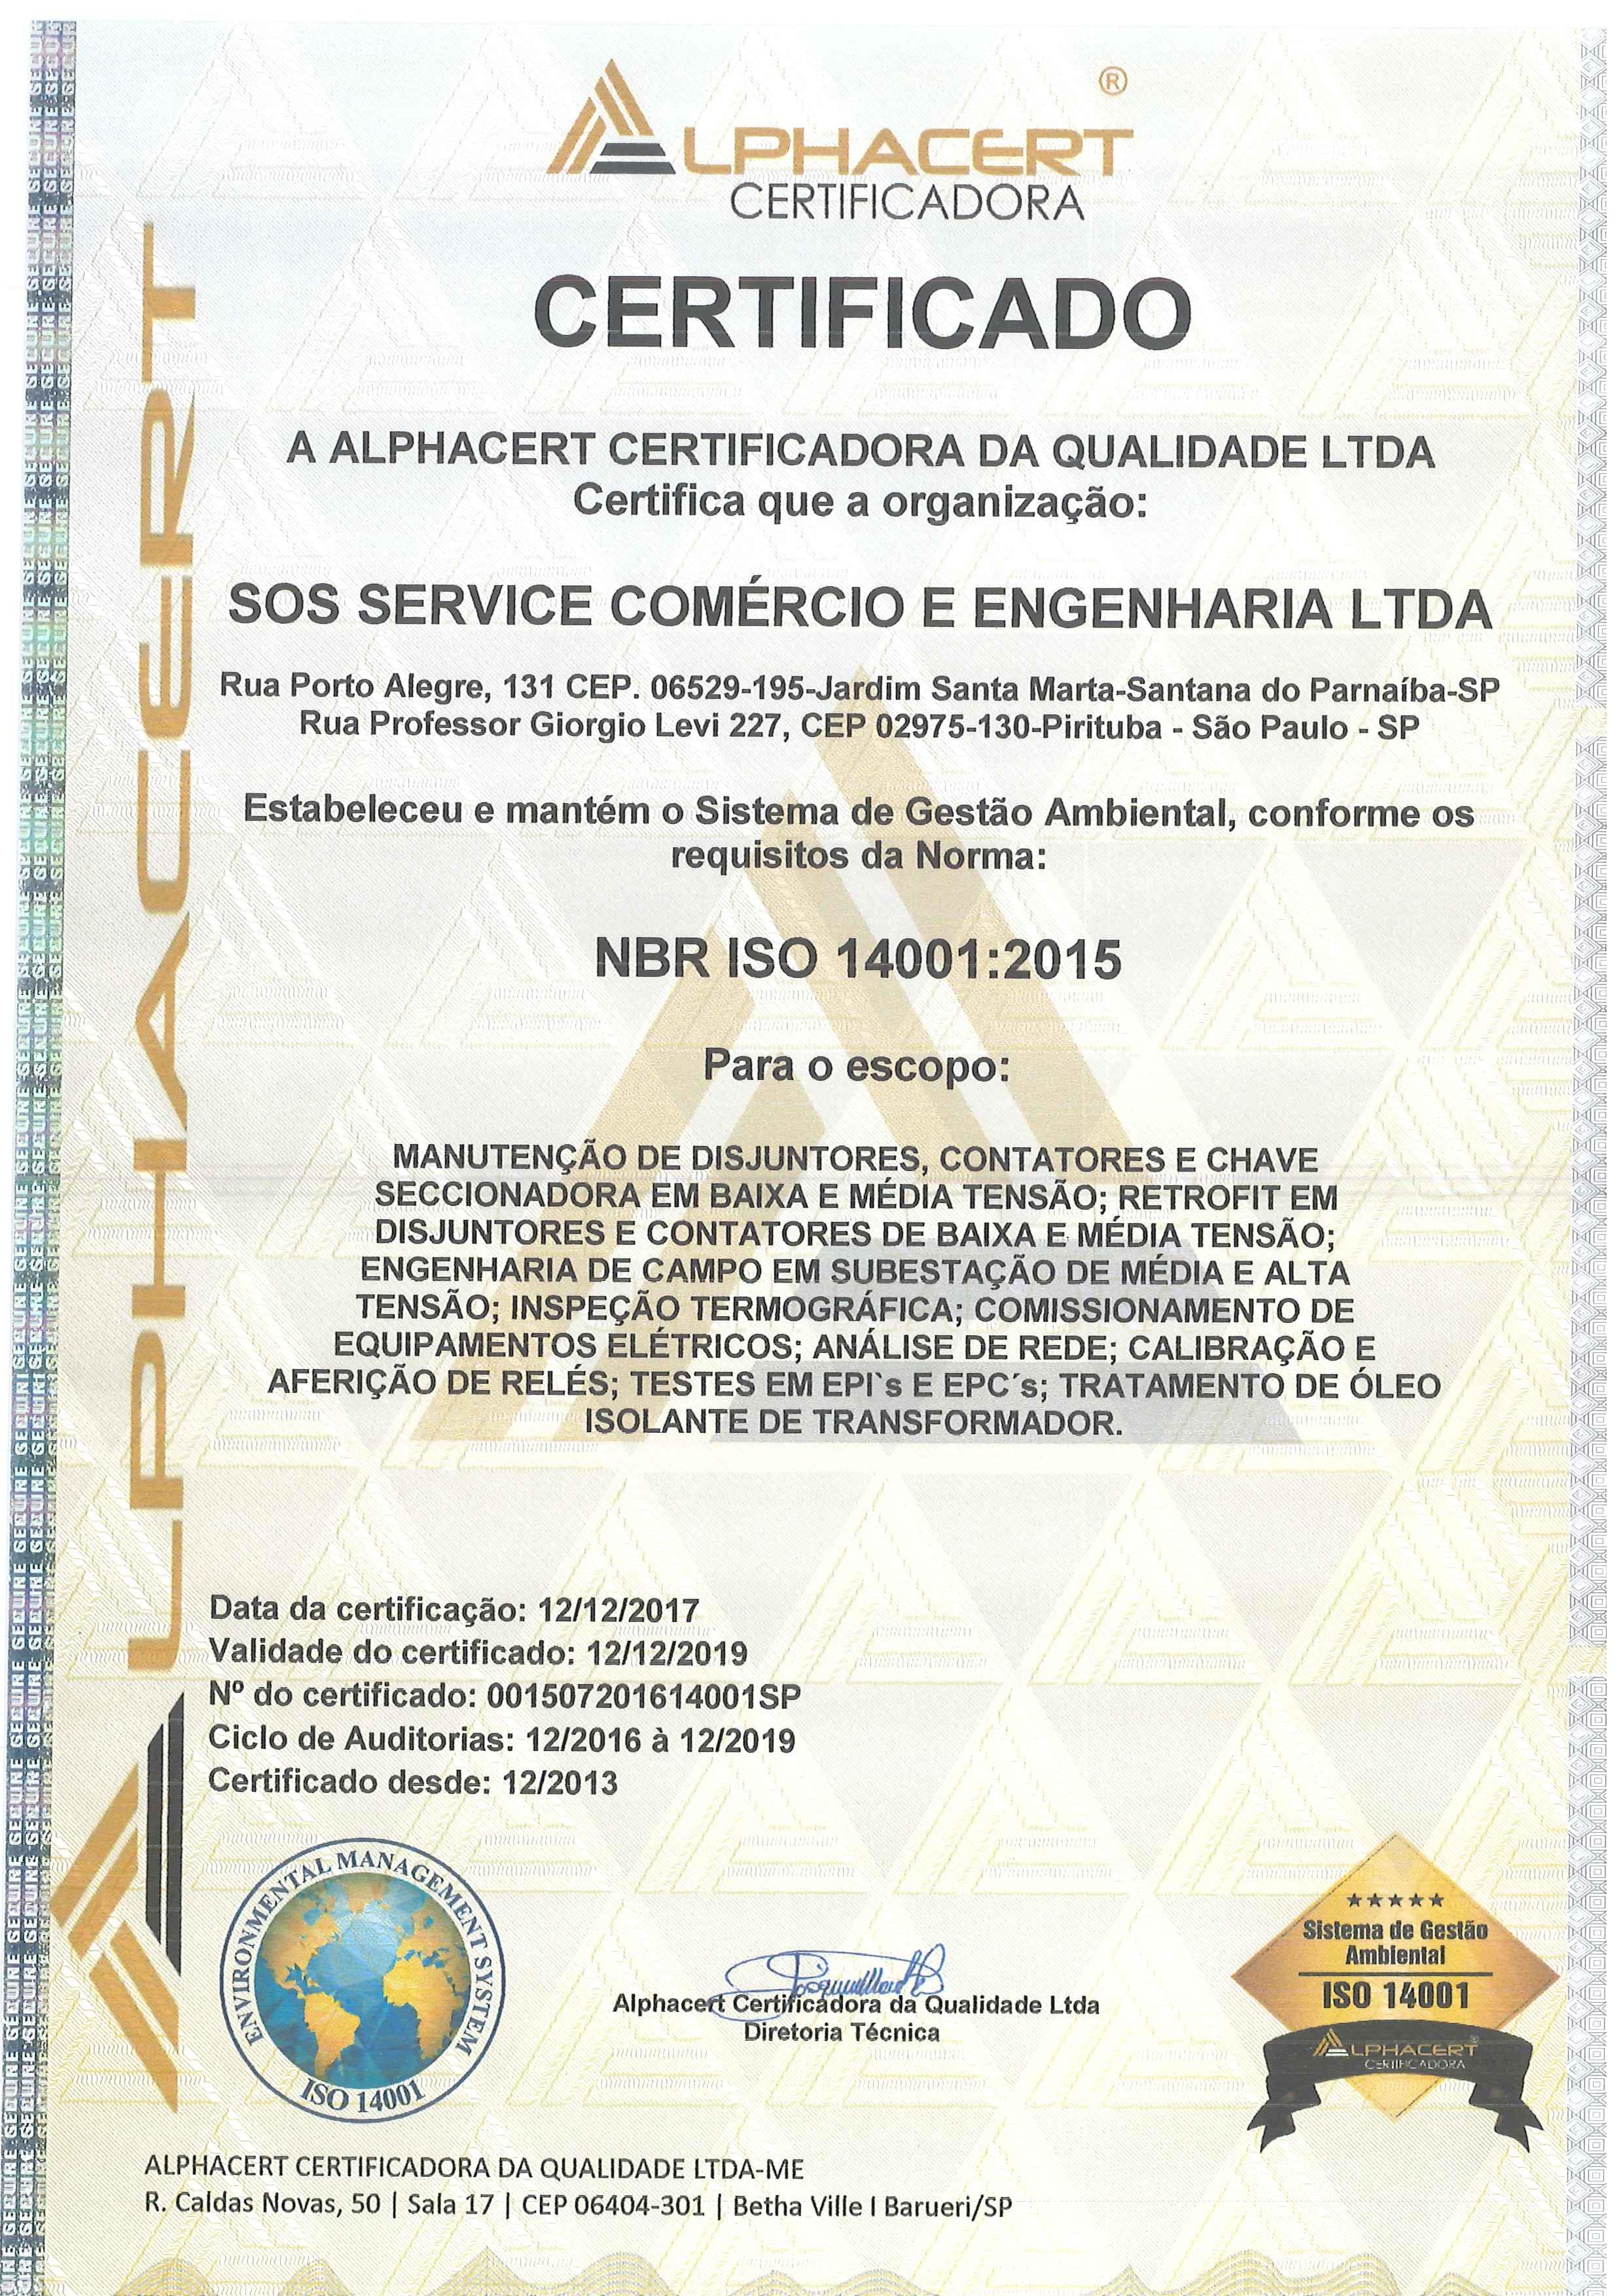 ALPHACERT ®
CERTIFICADORA
CERTIFICADO
A ALPHACERT CERTIFICADORA DA QUALIDADE LTDA
Certifica que a organização:
SOS SERVICE COMÉRCIO E ENGENHARIA LTDA
Rua Porto Alegre, 131 CEP. 06529-195-Jardim Santa Marta-Santana do Parnaíba-SP
Rua Professor Giorgio Levi 227, CEP 02975-130-Pirituba - São Paulo - SP
Estabeleceu e mantém o Sistema de Gestão Ambiental, conforme os
requisitos da Norma:
NBR ISO 14001:2015
Para o escopo:
MANUTENÇÃO DE DISJUNTORES, CONTATORES E CHAVE
SECCIONADORA EM BAIXA E MÉDIA TENSÃO; RETROFIT EM
DISJUNTORES E CONTATORES DE BAIXA E MÉDIA TENSÃO;
ENGENHARIA DE CAMPO EM SUBESTAÇÃO DE MÉDIA E ALTA
TENSÃO; INSPEÇÃO TERMOGRÁFICA; COMISSIONAMENTO DE
EQUIPAMENTOS ELÉTRICOS; ANÁLISE DE REDE; CALIBRAÇÃO E
AFERIÇÃO DE RELÉS; TESTES EM EPI`s E EPC´s; TRATAMENTO DE ÓLEO
ISOLANTE DE TRANSFORMADOR.
Data da certificação: 12/12/2017
Validade do certificado: 12/12/2019
Nº do certificado: 001507201614001SP
Ciclo de Auditorias: 12/2016 à 12/2019
Certificado desde: 12/2013
ENVIRONMENTAL MANAGEMENT SYSTEM
ISO 14001
Alphacert Certificadora da Qualidade Ltda
Diretoria Técnica
Sistema de Gestão
Ambiental
ISO 14001
ALPHACERT
CERTIFICADORA
ALPHACERT CERTIFICADORA DA QUALIDADE LTDA-ME
R. Caldas Novas, 50 | Sala 17 | CEP 06404-301 | Betha Ville I Barueri/SP
ALPHACERT